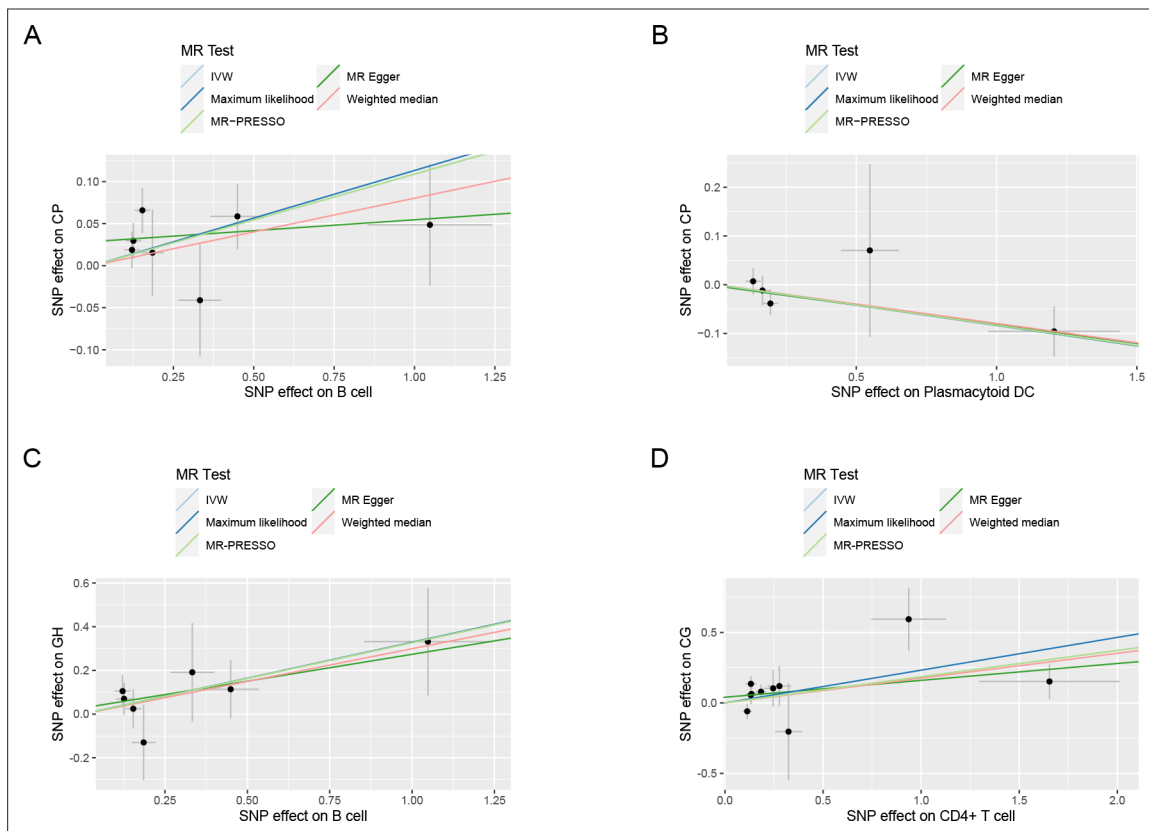 A
MR Test
IVW
MR Egger
Maximum likelihood
Weighted median
MR−PRESSO
SNP effect on CP
0.10
0.05
0.00
−0.05
−0.10
0.25
0.50
0.75
1.00
1.25
SNP effect on B cell
B
MR Test
IVW
MR Egger
Maximum likelihood
Weighted median
MR−PRESSO
SNP effect on CP
0.2
0.1
0.0
−0.1
0.5
1.0
1.5
SNP effect on Plasmacytoid DC
C
MR Test
IVW
MR Egger
Maximum likelihood
Weighted median
MR-PRESSO
SNP effect on GH
0.6
0.4
0.2
0.0
-0.2
0.25
0.50
0.75
1.00
1.25
SNP effect on B cell
D
MR Test
IVW
MR Egger
Maximum likelihood
Weighted median
MR-PRESSO
SNP effect on CG
0.5
0.0
-0.5
0.0
0.5
1.0
1.5
2.0
SNP effect on CD4+ T cell